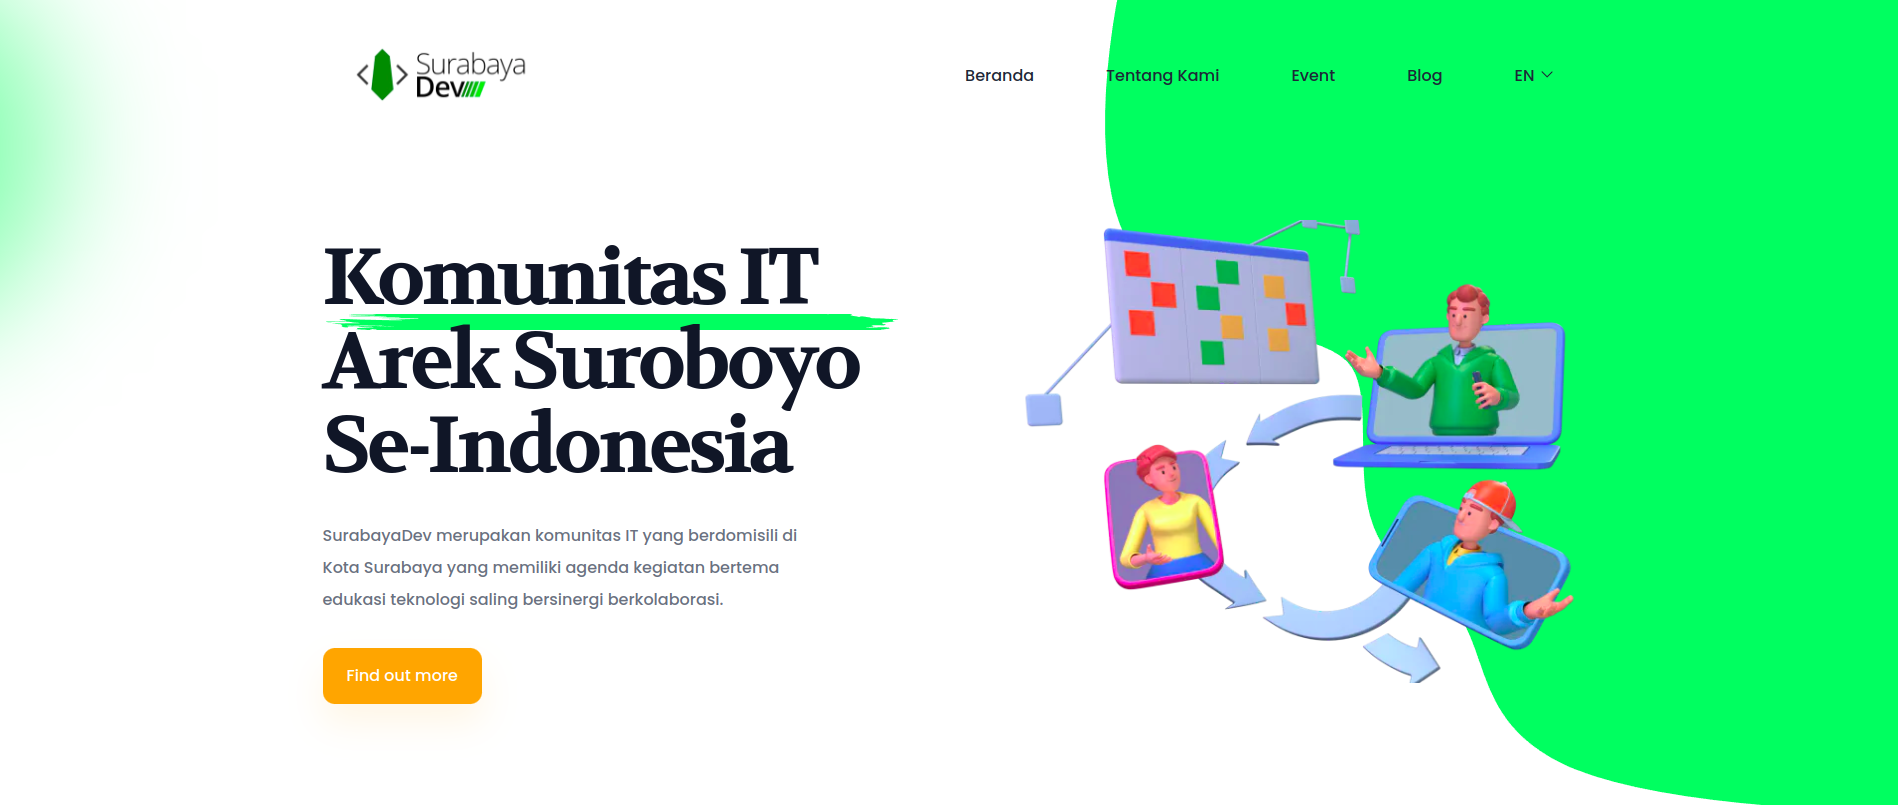 Surabaya
Dev
Beranda Tentang Kami Event Blog EN
Komunitas IT
Arek Suroboyo
Se-Indonesia
SurabayaDev merupakan komunitas IT yang berdomisili di
Kota Surabaya yang memiliki agenda kegiatan bertema
edukasi teknologi saling bersinergi berkolaborasi.
Find out more